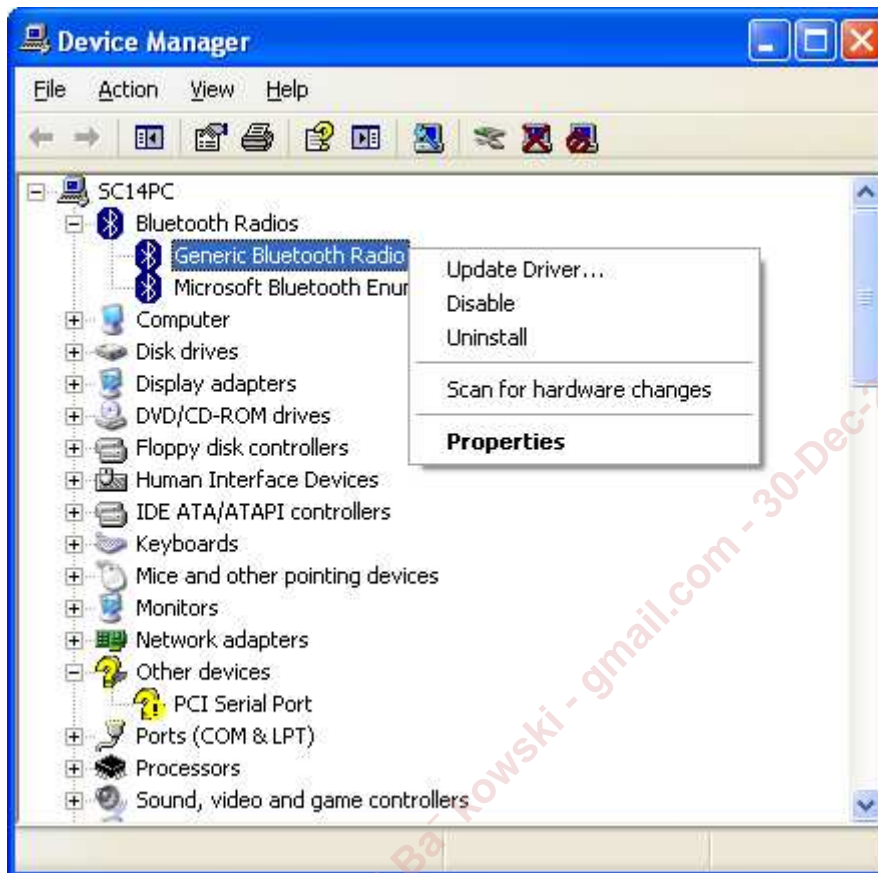 Device Manager
File Action View Help
SC14PC
Bluetooth Radios
Generic Bluetooth Radio
Microsoft Bluetooth Enur
Computer
Disk drives
Display adapters
DVD/CD-ROM drives
Floppy disk controllers
Human Interface Devices
IDE ATA/ATAPI controllers
Keyboards
Mice and other pointing devices
Monitors
Network adapters
Other devices
PCI Serial Port
Ports (COM & LPT)
Processors
Sound, video and game controllers
Update Driver...
Disable
Uninstall
Scan for hardware changes
Properties
kowski - gmail.com - 30-Dec-